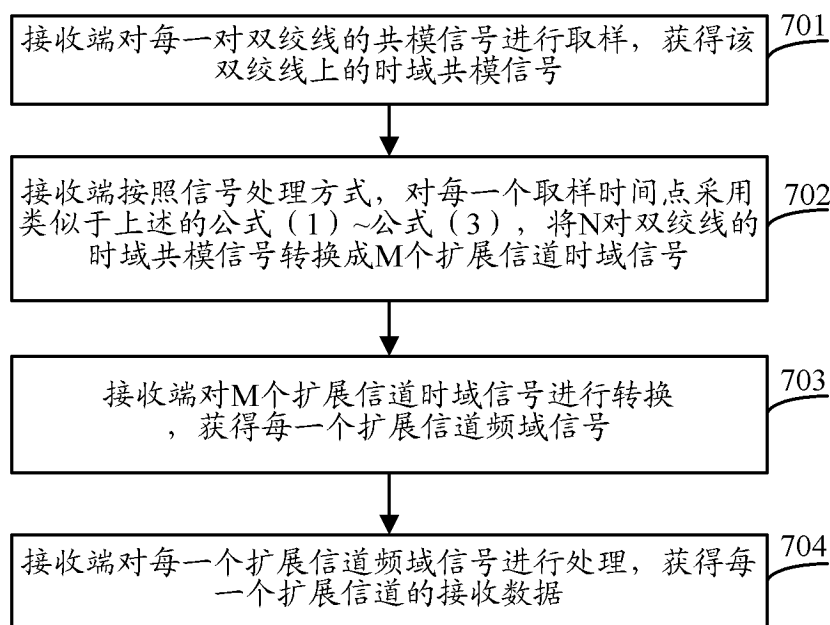 接收端对每一对双绞线的共模信号进行取样，获得该
双绞线上的时域共模信号
701
接收端按照信号处理方式，对每一个取样时间点采用
类似于上述的公式（1）~公式（3），将N对双绞线的
时域共模信号转换成M个扩展信道时域信号
702
接收端对M个扩展信道时域信号进行转换
，获得每一个扩展信道频域信号
703
接收端对每一个扩展信道频域信号进行处理，获得每
一个扩展信道的接收数据
704